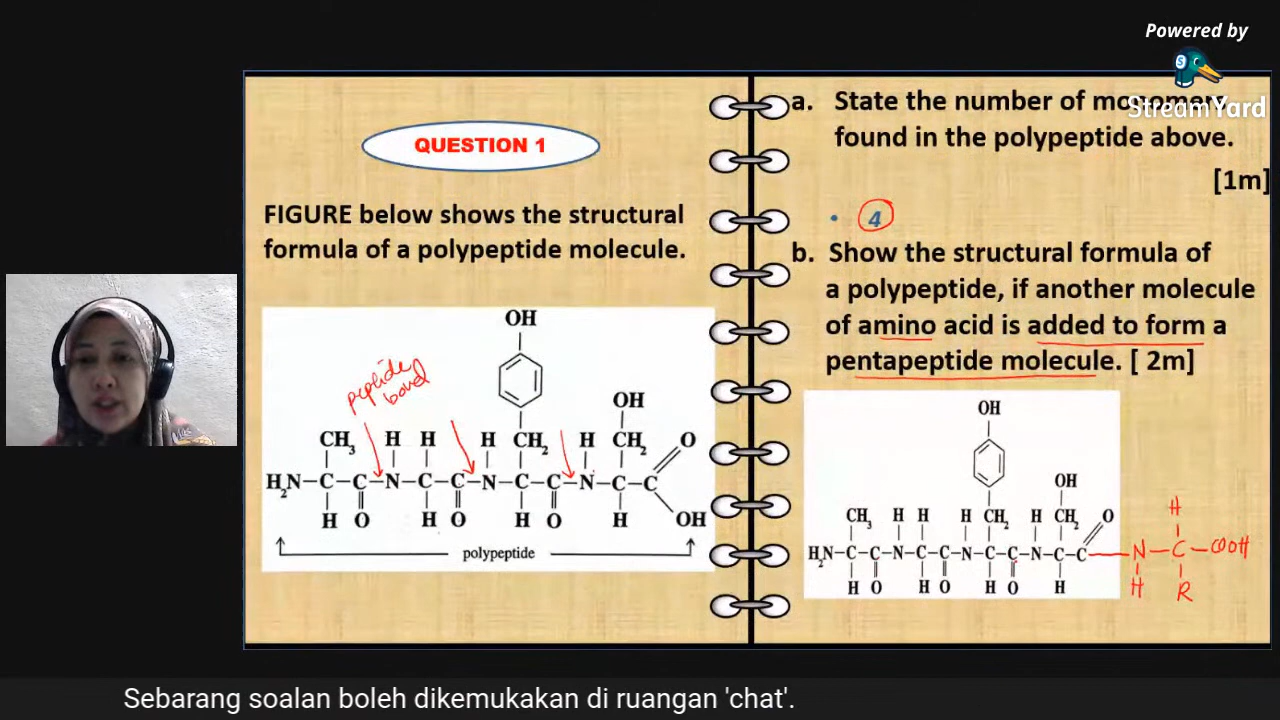 Powered by
StreamYard
QUESTION 1
FIGURE below shows the structural
formula of a polypeptide molecule.
peptide
bond
OH
OH
CH3 H H H CH2 H CH2 O
H2N-C-C-N-C-C-N-C-C-N-C-C
H O H O H O H OH
polypeptide
a. State the number of
found in the polypeptide above.
[1m]
• 4
b. Show the structural formula of
a polypeptide, if another molecule
of amino acid is added to form a
pentapeptide molecule. [ 2m]
OH
OH
CH2
CH3 H H H CH2 H O H
H2N-C-C-N-C-C-N-C-C-N-C-C-N-C-COOH
H O H O H O H H R
Sebarang soalan boleh dikemukakan di ruangan 'chat'.